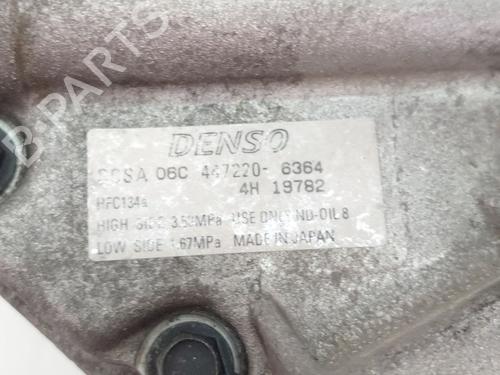 B-PARTS
DENSO
SCSA 06C 447220-6364
4H 19782
HFC134a
HIGH SIDE 3.53MPa USE ONLY ND-OIL 8
LOW SIDE 1.67MPa MADE IN JAPAN